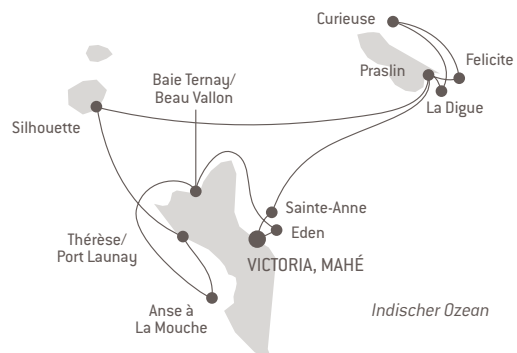 Curieuse
Praslin
Felicite
La Digue
Baie Ternay/
Beau Vallon
Silhouette
Sainte-Anne
Eden
VICTORIA, MAHÉ
Thérèse/
Port Launay
Anse à
La Mouche
Indischer Ozean